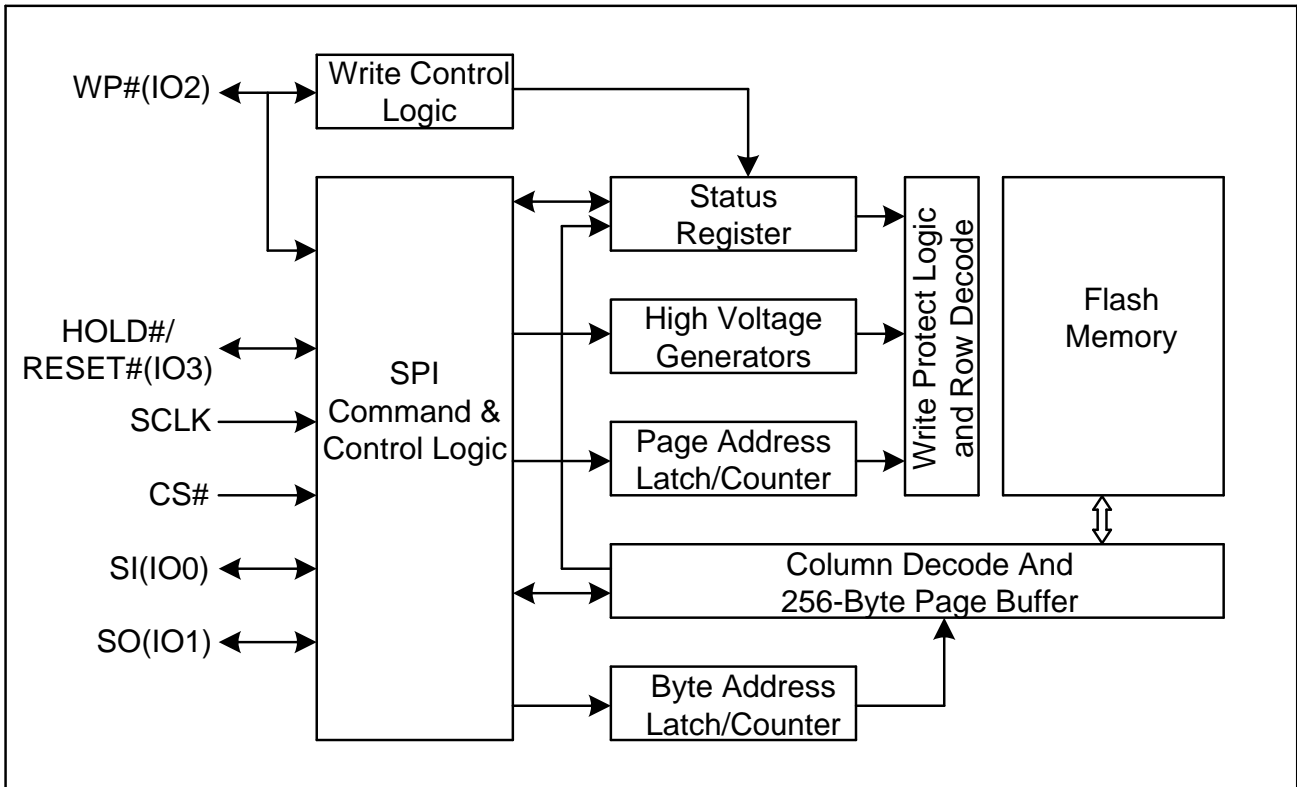 WP#(IO2)
Write Control
Logic
Status
Register
Write Protect Logic
and Row Decode
Flash
Memory
HOLD#/
RESET#(IO3)
High Voltage
Generators
SPI
Command &
Control Logic
SCLK
Page Address
Latch/Counter
CS#
SI(IO0)
Column Decode And
256-Byte Page Buffer
SO(IO1)
Byte Address
Latch/Counter